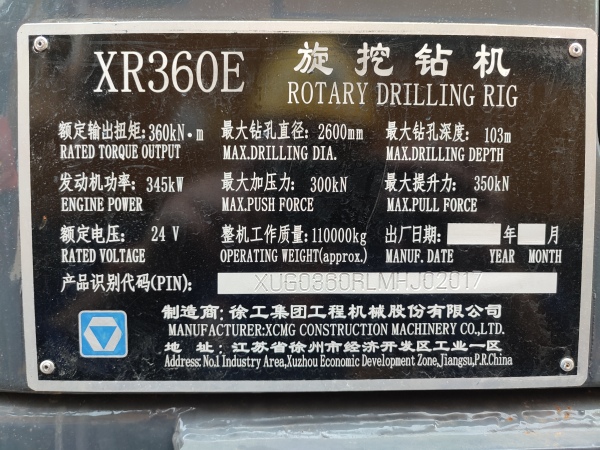 XR360E 旋挖钻机
ROTARY DRILLING RIG
额定输出扭矩:360kN·m 最大钻孔直径: 2600mm 最大钻孔深度: 103m
RATED TORQUE OUTPUT MAX.DRILLING DIA. MAX.DRILLING DEPTH
发动机功率: 345kW 最大加压力: 300kN 最大提升力: 350kN
ENGINE POWER MAX.PUSH FORCE MAX.PULL FORCE
额定电压: 24 V 整机工作质量:110000kg 出厂日期: 年 月
RATED VOLTAGE OPERATING WEIGHT(approx.) MANUF. DATE YEAR MONTH
产品识别代码(PIN): XUG0360RLMHJ02017
制造商:徐工集团工程机械股份有限公司
MANUFACTURER:XCMG CONSTRUCTION MACHINERY CO.,LTD.
地 址: 江苏省徐州市经济开发区工业一区
Address: No.1 Industry Area,Xuzhou Economic Development Zone,Jiangsu,P.R.China